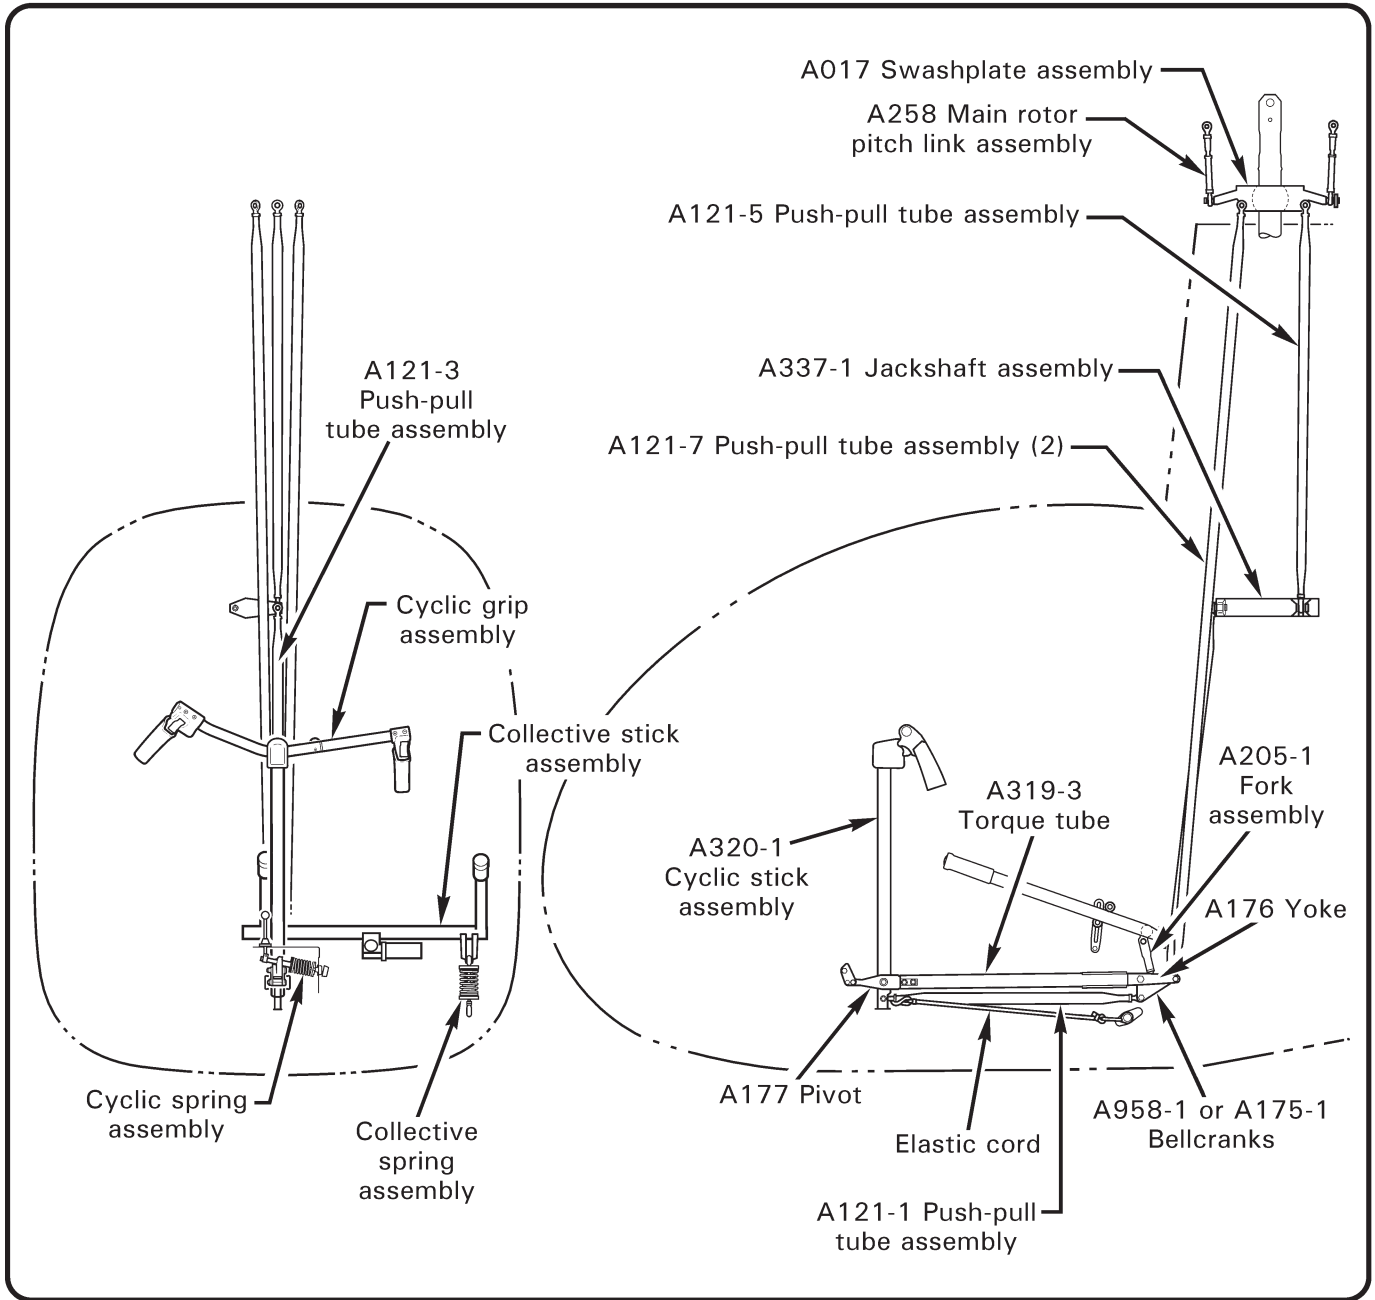 A017 Swashplate assembly
A258 Main rotor
pitch link assembly
A121-5 Push-pull tube assembly
A337-1 Jackshaft assembly
A121-7 Push-pull tube assembly (2)
A121-3
Push-pull
tube assembly
Cyclic grip
assembly
Collective stick
assembly
A205-1
Fork
assembly
A319-3
Torque tube
A320-1
Cyclic stick
assembly
A176 Yoke
Cyclic spring
assembly
Collective
spring
assembly
A177 Pivot
Elastic cord
A958-1 or A175-1
Bellcranks
A121-1 Push-pull
tube assembly